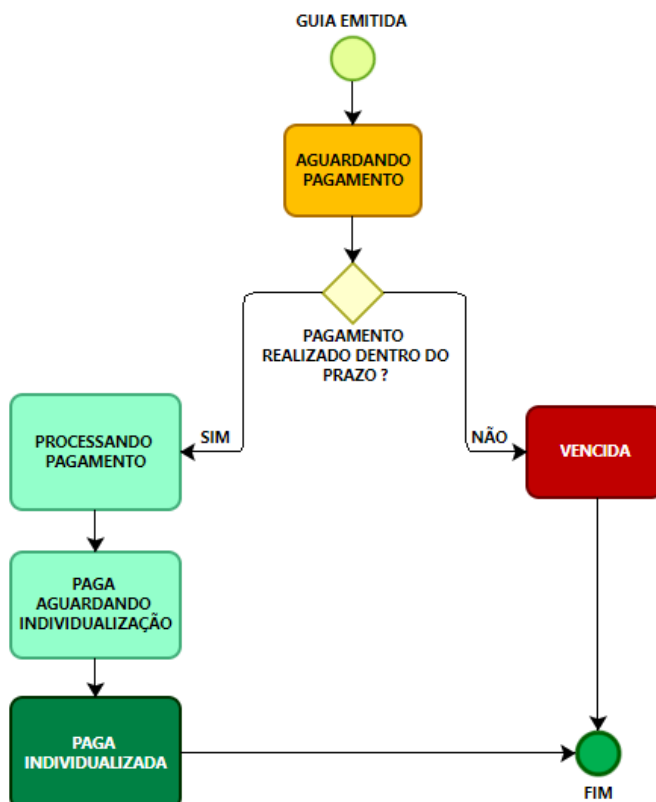 GUIA EMITIDA
AGUARDANDO
PAGAMENTO
PAGAMENTO
REALIZADO DENTRO DO
PRAZO ?
SIM
NÃO
PROCESSANDO
PAGAMENTO
VENCIDA
PAGA
AGUARDANDO
INDIVIDUALIZAÇÃO
PAGA
INDIVIDUALIZADA
FIM